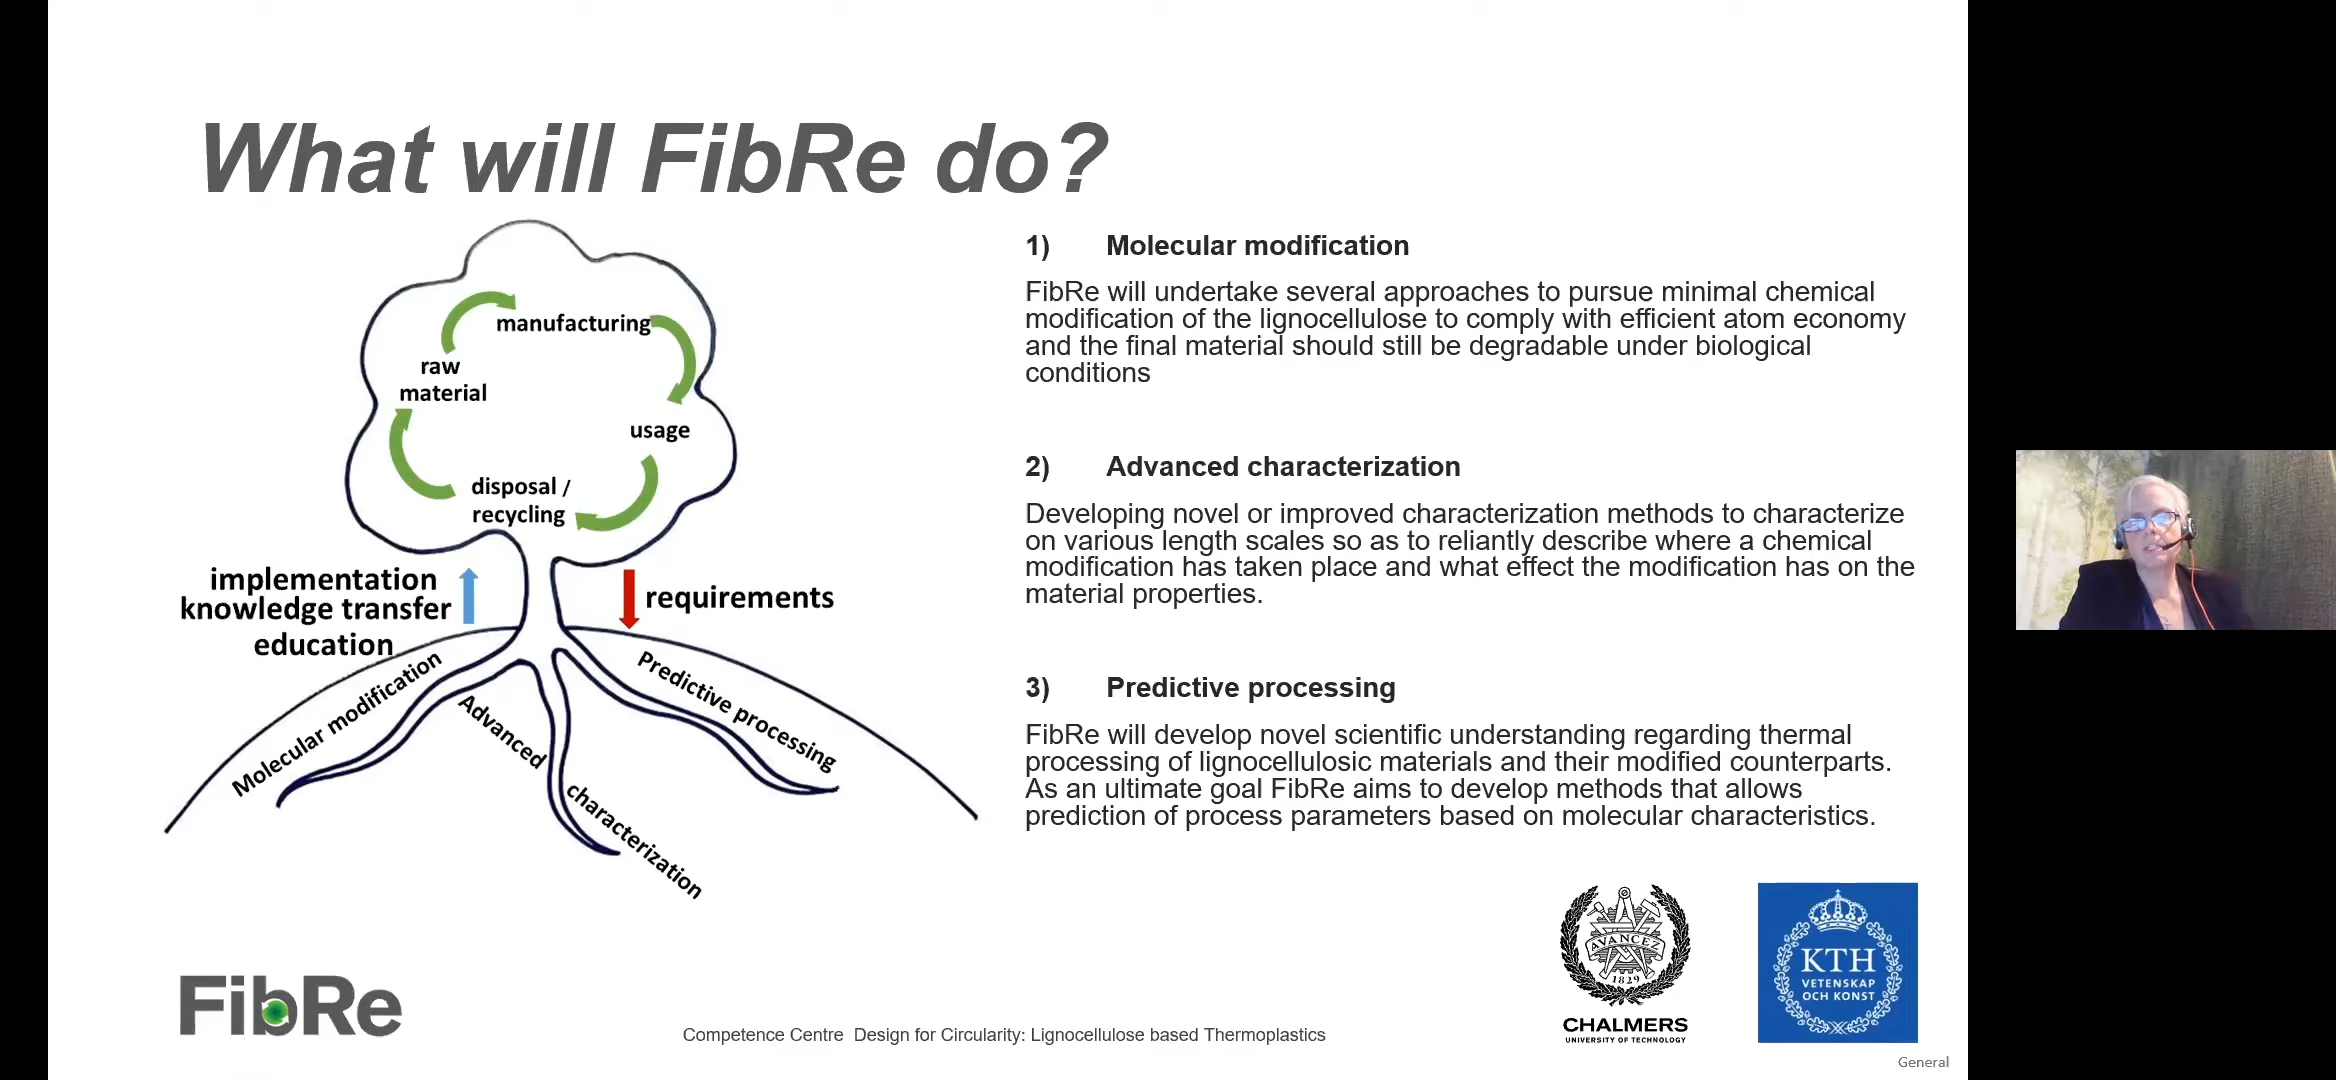 What will FibRe do?
manufacturing
raw
material
usage
disposal /
recycling
implementation
knowledge transfer
education
requirements
Molecular modification
Advanced characterization
Predictive processing
1) Molecular modification
FibRe will undertake several approaches to pursue minimal chemical
modification of the lignocellulose to comply with efficient atom economy
and the final material should still be degradable under biological
conditions
2) Advanced characterization
Developing novel or improved characterization methods to characterize
on various length scales so as to reliantly describe where a chemical
modification has taken place and what effect the modification has on the
material properties.
3) Predictive processing
FibRe will develop novel scientific understanding regarding thermal
processing of lignocellulosic materials and their modified counterparts.
As an ultimate goal FibRe aims to develop methods that allows
prediction of process parameters based on molecular characteristics.
FibRe
Competence Centre Design for Circularity: Lignocellulose based Thermoplastics
AVANCEZ
1829
CHALMERS
UNIVERSITY OF TECHNOLOGY
KTH
VETENSKAP
OCH KONST
General